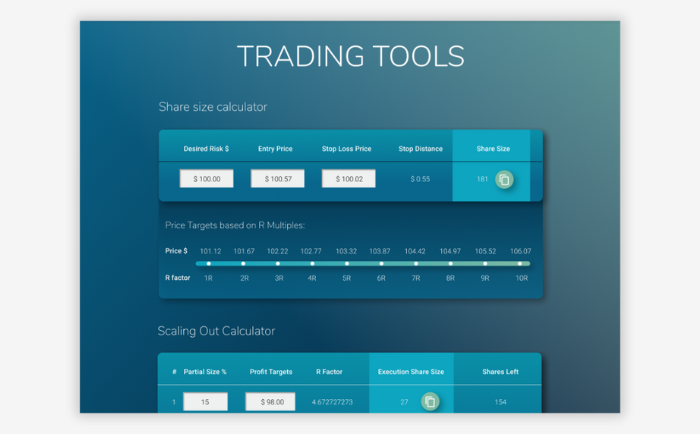 TRADING TOOLS
Share size calculator
Desired Risk $ Entry Price Stop Loss Price Stop Distance Share Size
$ 100.00 $ 100.57 $ 100.02 $ 0.55 181
Price Targets based on R Multiples:
Price $ 101.12 101.67 102.22 102.77 103.32 103.87 104.42 104.97 105.52 106.07
R factor 1R 2R 3R 4R 5R 6R 7R 8R 9R 10R
Scaling Out Calculator
# Partial Size % Profit Targets R Factor Execution Share Size Shares Left
1 15 $ 98.00 4.672727273 27 154